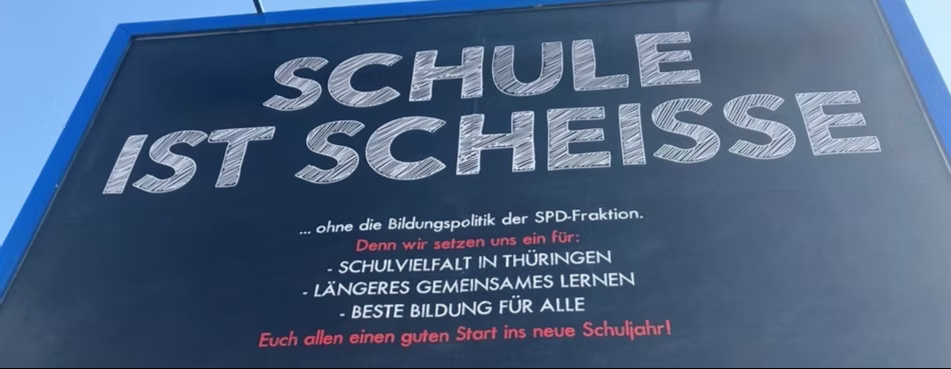 SCHULE
IST SCHEISSE
... ohne die Bildungspolitik der SPD-Fraktion.
Denn wir setzen uns ein für:
- SCHULVIELFALT IN THÜRINGEN
- LÄNGERES GEMEINSAMES LERNEN
- BESTE BILDUNG FÜR ALLE
Euch allen einen guten Start ins neue Schuljahr!